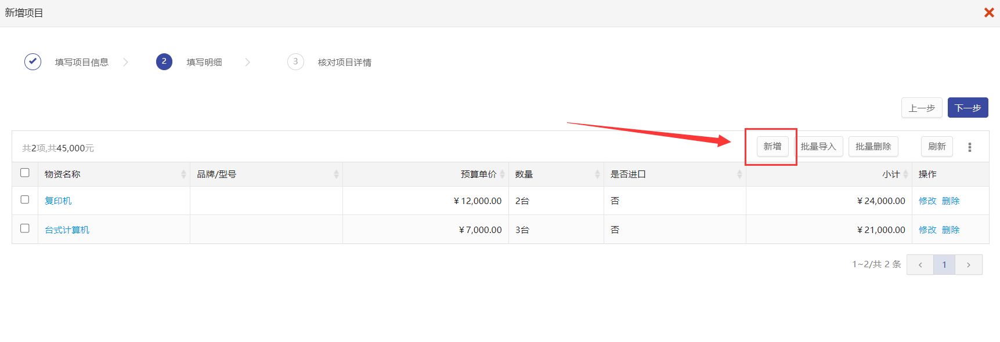 新增项目
填写项目信息
2 填写明细
3 核对项目详情
上一步 下一步
共2项,共45,000元 新增 批量导入 批量删除 刷新
物资名称 品牌/型号 预算单价 数量 是否进口 小计 操作
复印机 ¥12,000.00 2台 否 ¥24,000.00 修改 删除
台式计算机 ¥7,000.00 3台 否 ¥21,000.00 修改 删除
1~2/共 2 条 1